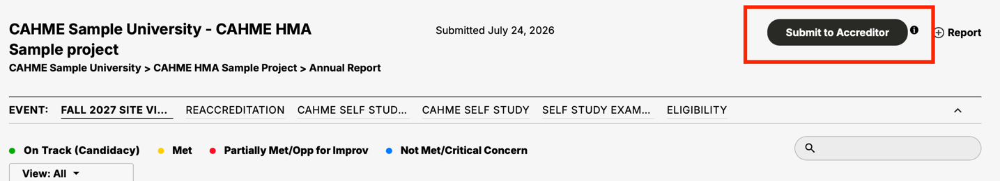 CAHME Sample University - CAHME HMA
Sample project
Submitted July 24, 2026
Submit to Accreditor
Report
CAHME Sample University > CAHME HMA Sample Project > Annual Report
EVENT: FALL 2027 SITE VI... REACCREDITATION CAHME SELF STUD... CAHME SELF STUDY SELF STUDY EXAM... ELIGIBILITY
On Track (Candidacy) Met Partially Met/Opp for Improv Not Met/Critical Concern
View: All